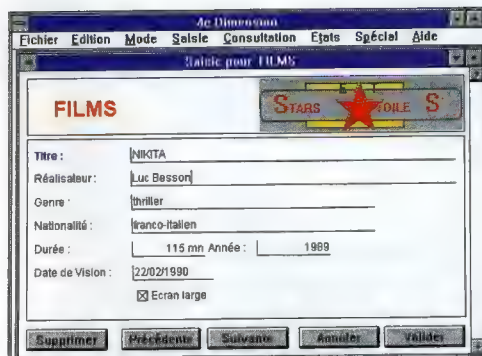 4e Dimension
Fichier Edition Mode Saisie Consultation Etats Spécial Aide
Saisie pour FILMS
FILMS
STARS TOILE S
Titre : NIKITA
Réalisateur : Luc Besson
Genre : thriller
Nationalité : franco-italien
Durée : 115 mn Année : 1989
Date de Vision : 22/02/1990
Ecran large
Supprimer Précédente Suivante Annuler Valider